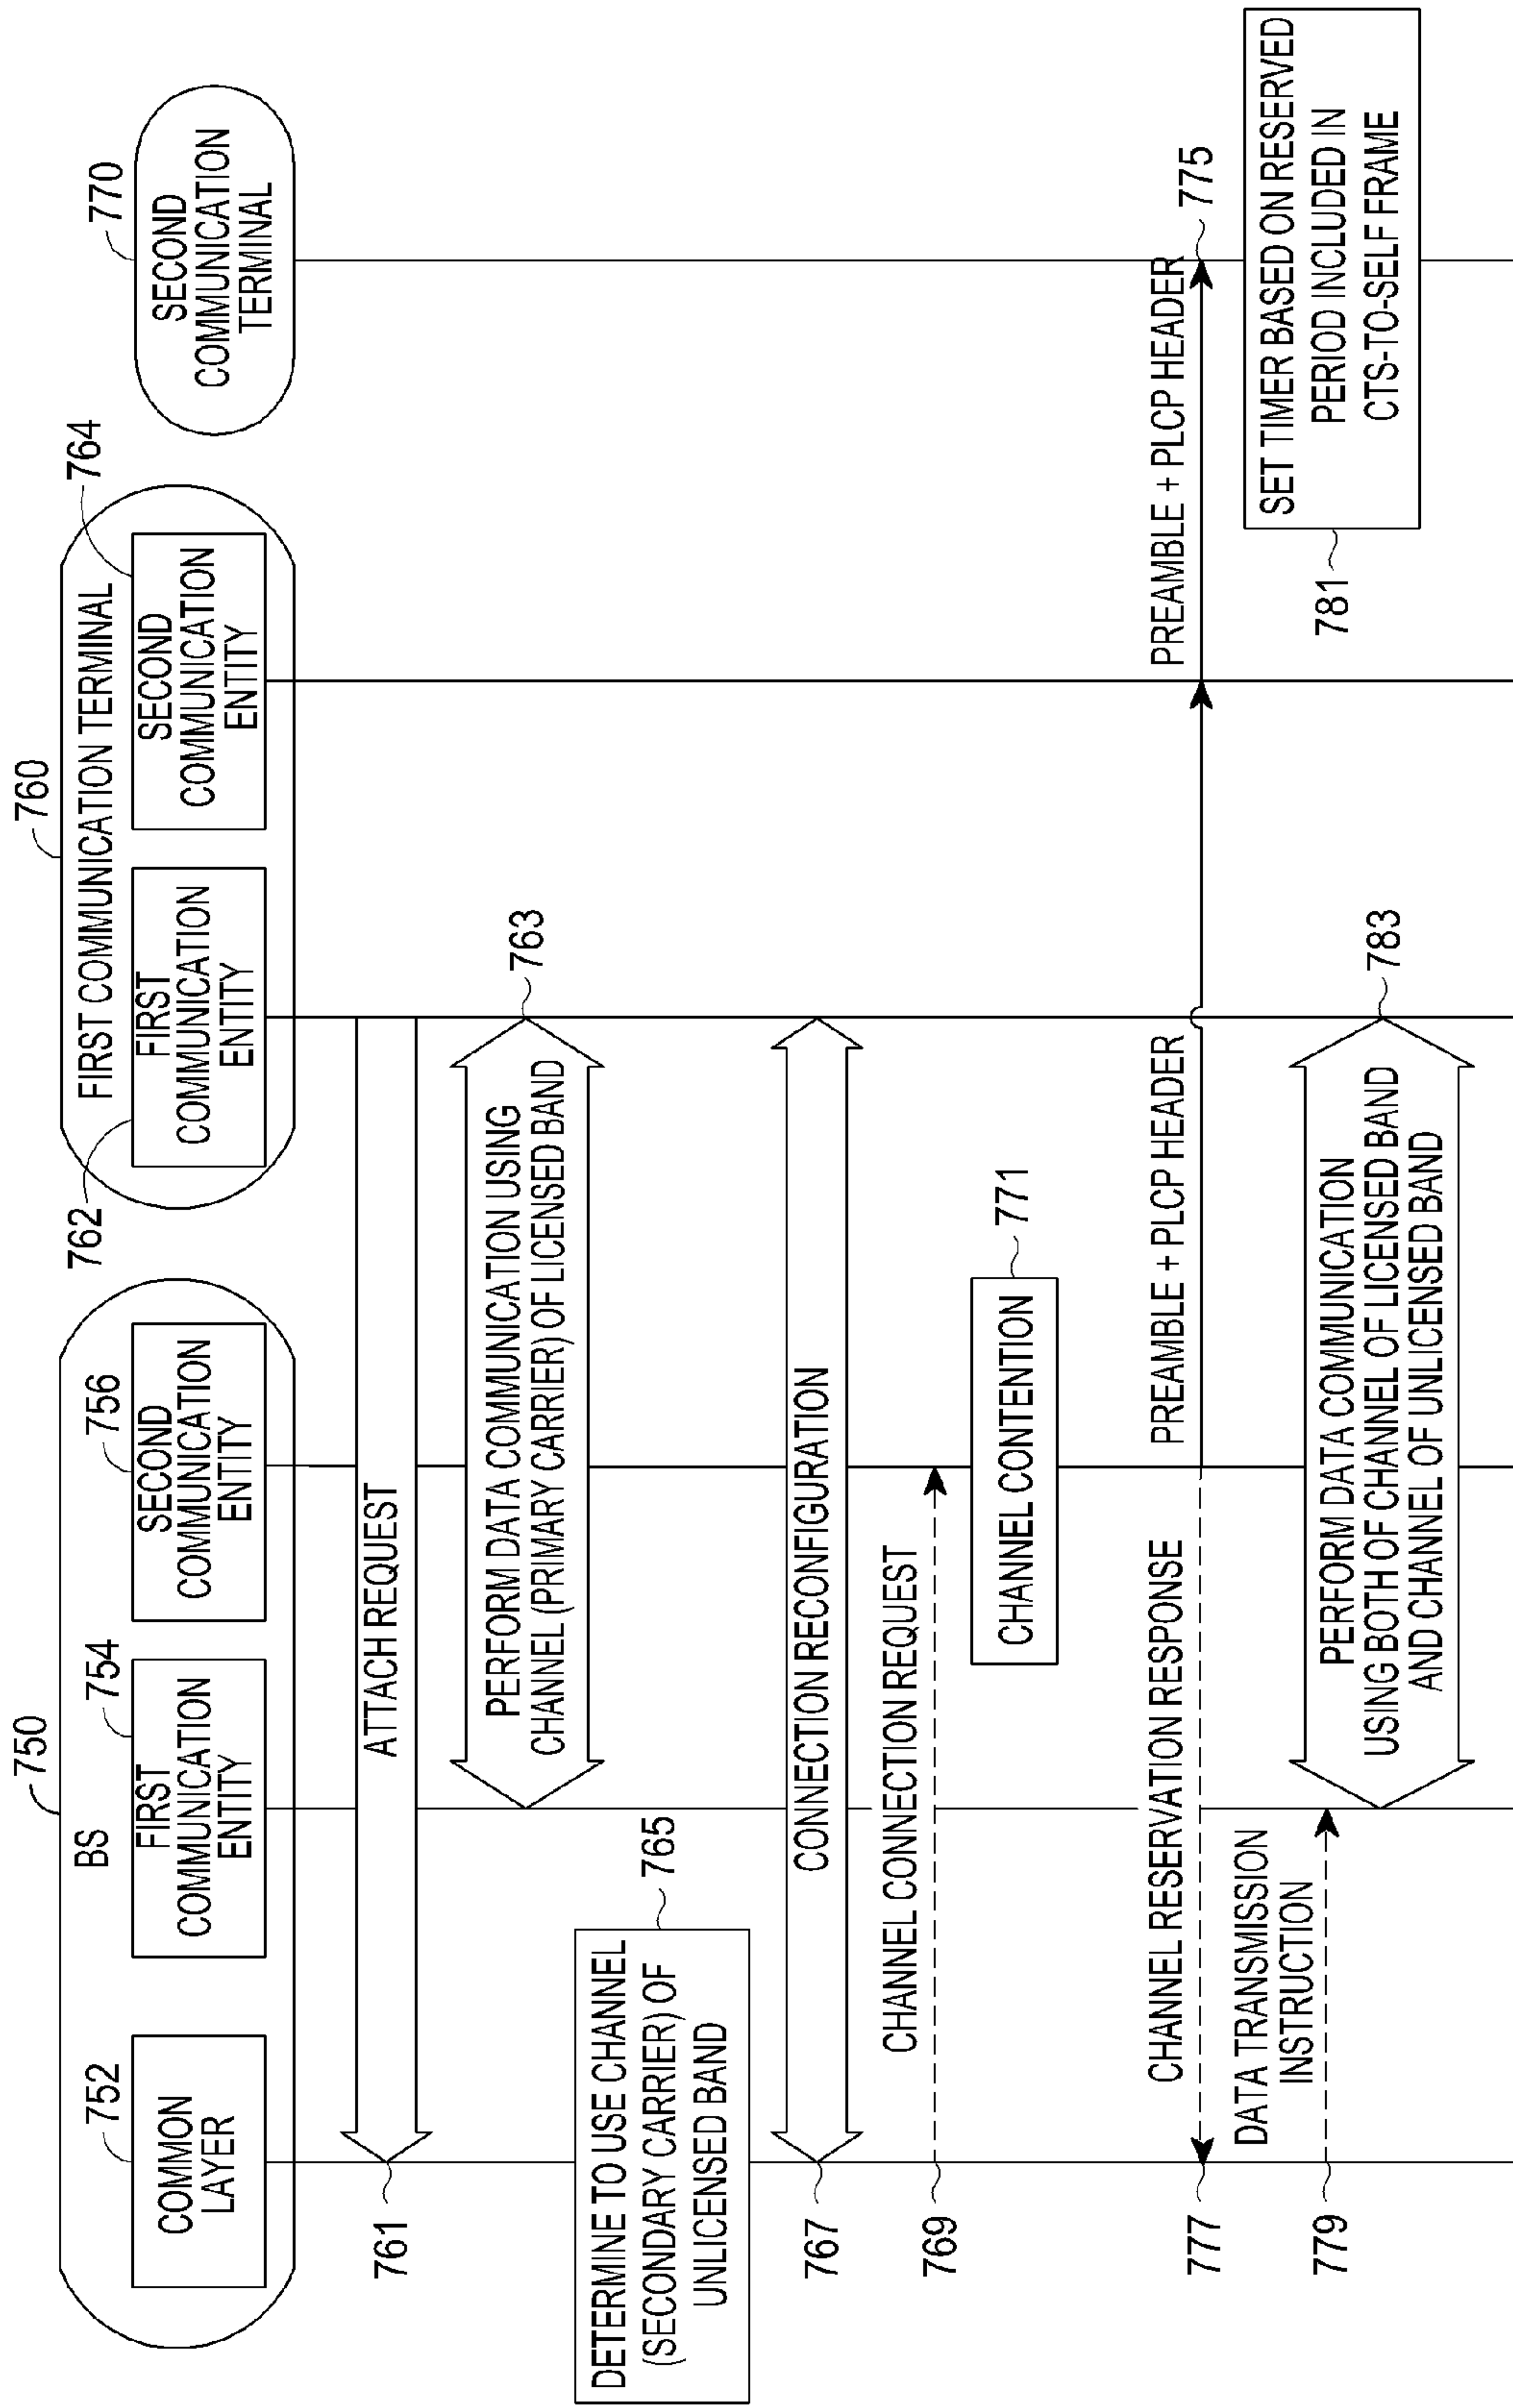 750
BS
752
COMMON
LAYER
754
FIRST
COMMUNICATION
ENTITY
756
SECOND
COMMUNICATION
ENTITY
760
FIRST COMMUNICATION TERMINAL
762
FIRST
COMMUNICATION
ENTITY
764
SECOND
COMMUNICATION
ENTITY
770
SECOND
COMMUNICATION
TERMINAL
761
ATTACH REQUEST
PERFORM DATA COMMUNICATION USING
CHANNEL (PRIMARY CARRIER) OF LICENSED BAND
763
DETERMINE TO USE CHANNEL
(SECONDARY CARRIER) OF
UNLICENSED BAND
765
767
CONNECTION RECONFIGURATION
769
CHANNEL CONNECTION REQUEST
CHANNEL CONTENTION
771
PREAMBLE + PLCP HEADER
PREAMBLE + PLCP HEADER
775
777
CHANNEL RESERVATION RESPONSE
779
DATA TRANSMISSION
INSTRUCTION
781
SET TIMER BASED ON RESERVED
PERIOD INCLUDED IN
CTS-TO-SELF FRAME
PERFORM DATA COMMUNICATION
USING BOTH OF CHANNEL OF LICENSED BAND
AND CHANNEL OF UNLICENSED BAND
783